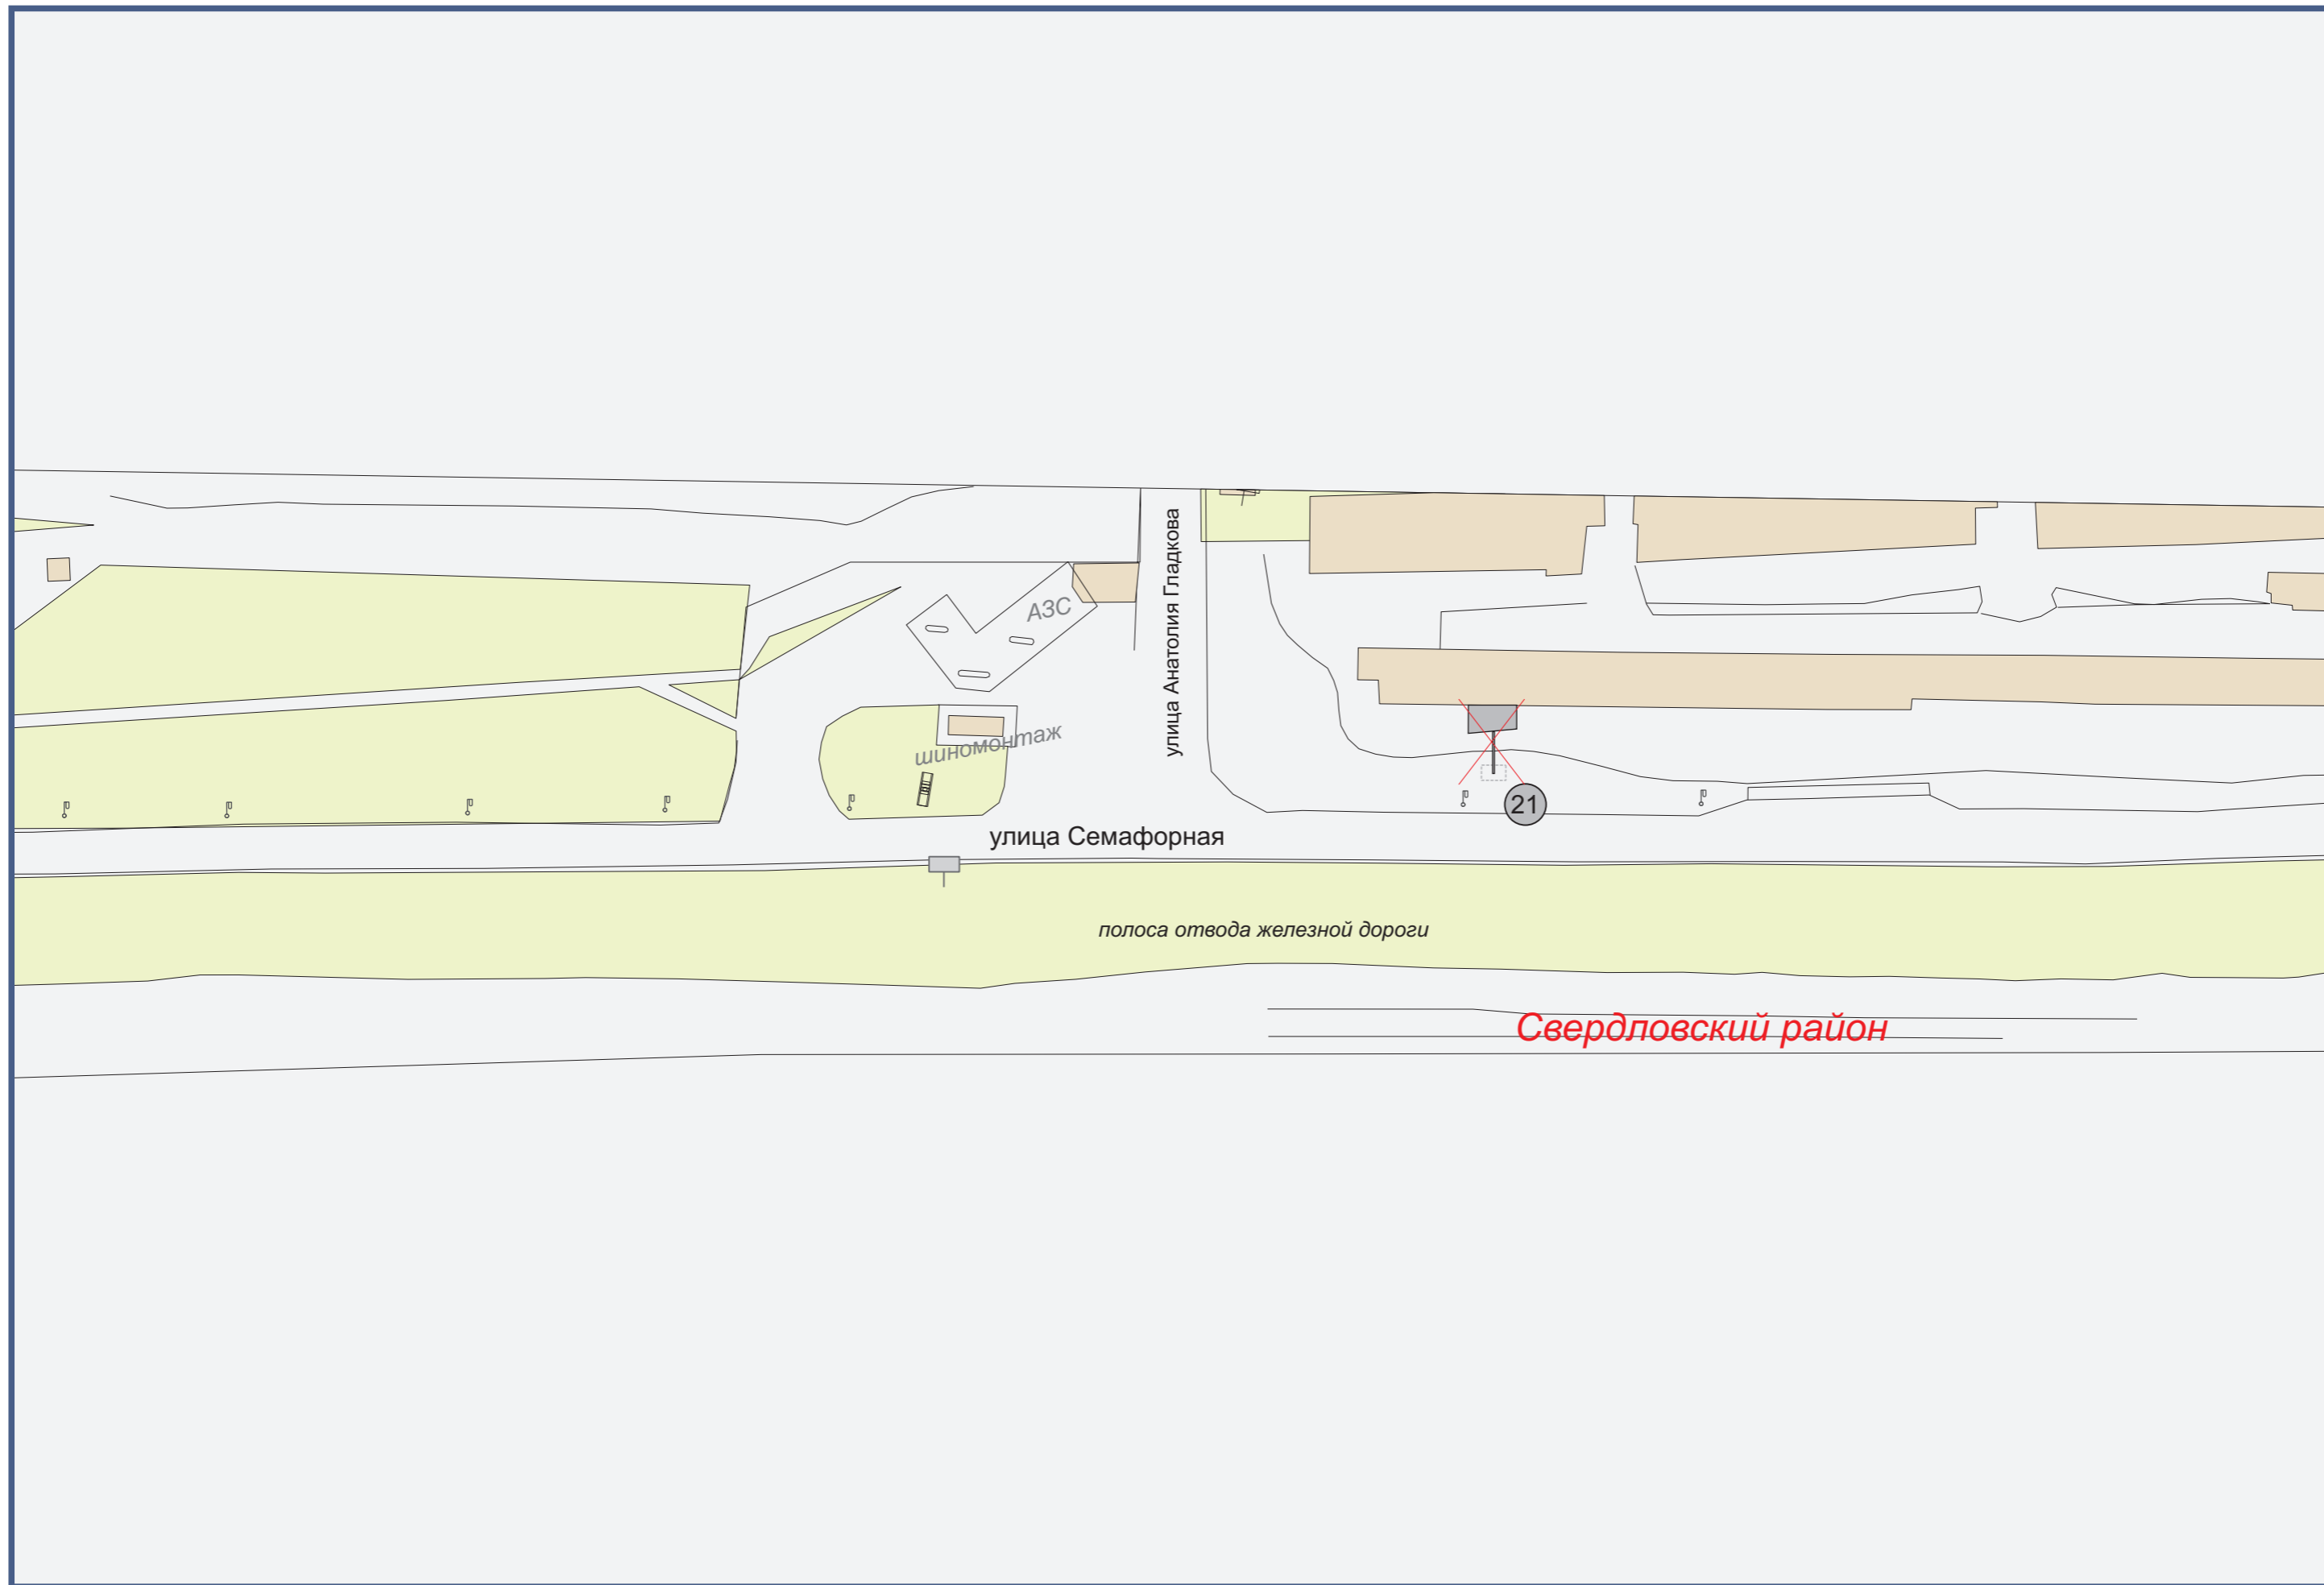 улица Анатолия Гладкова
АЗС
шиномонтаж
21
улица Семафорная
полоса отвода железной дороги
Свердловский район